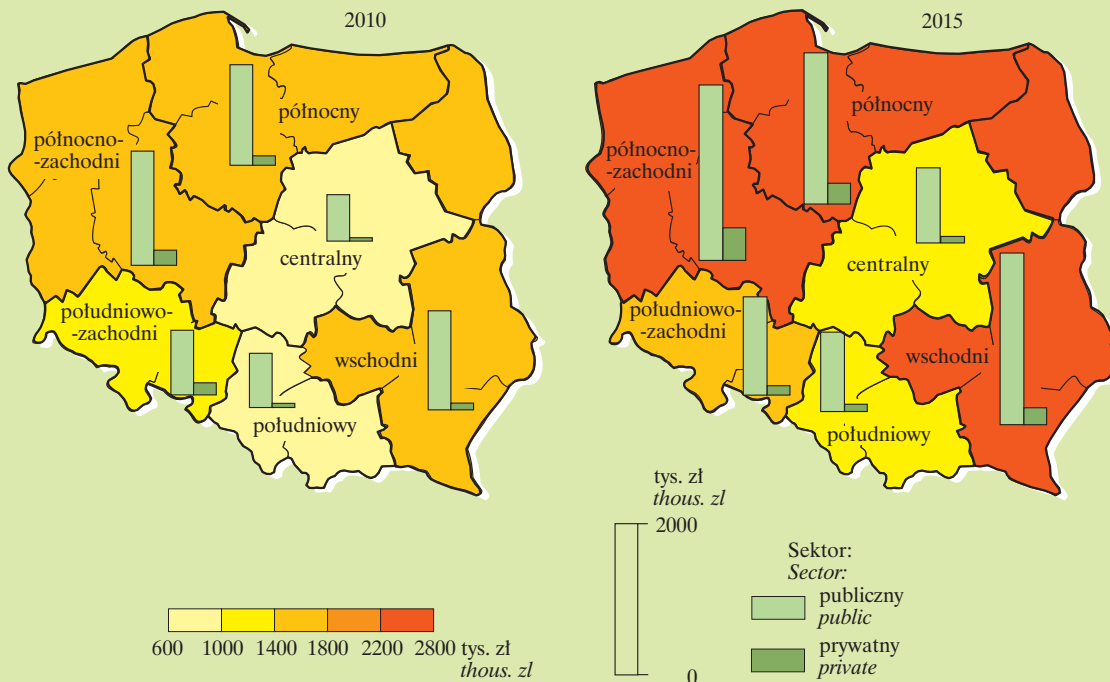 2010
północny
północno-
-zachodni
centralny
południowo-
-zachodni
wschodni
południowy
2015
północny
północno-
-zachodni
centralny
południowo-
-zachodni
wschodni
południowy
600 1000 1400 1800 2200 2800 tys. zł
thous. zl
tys. zł
thous. zl
2000
0
Sektor:
Sector:
publiczny
public
prywatny
private